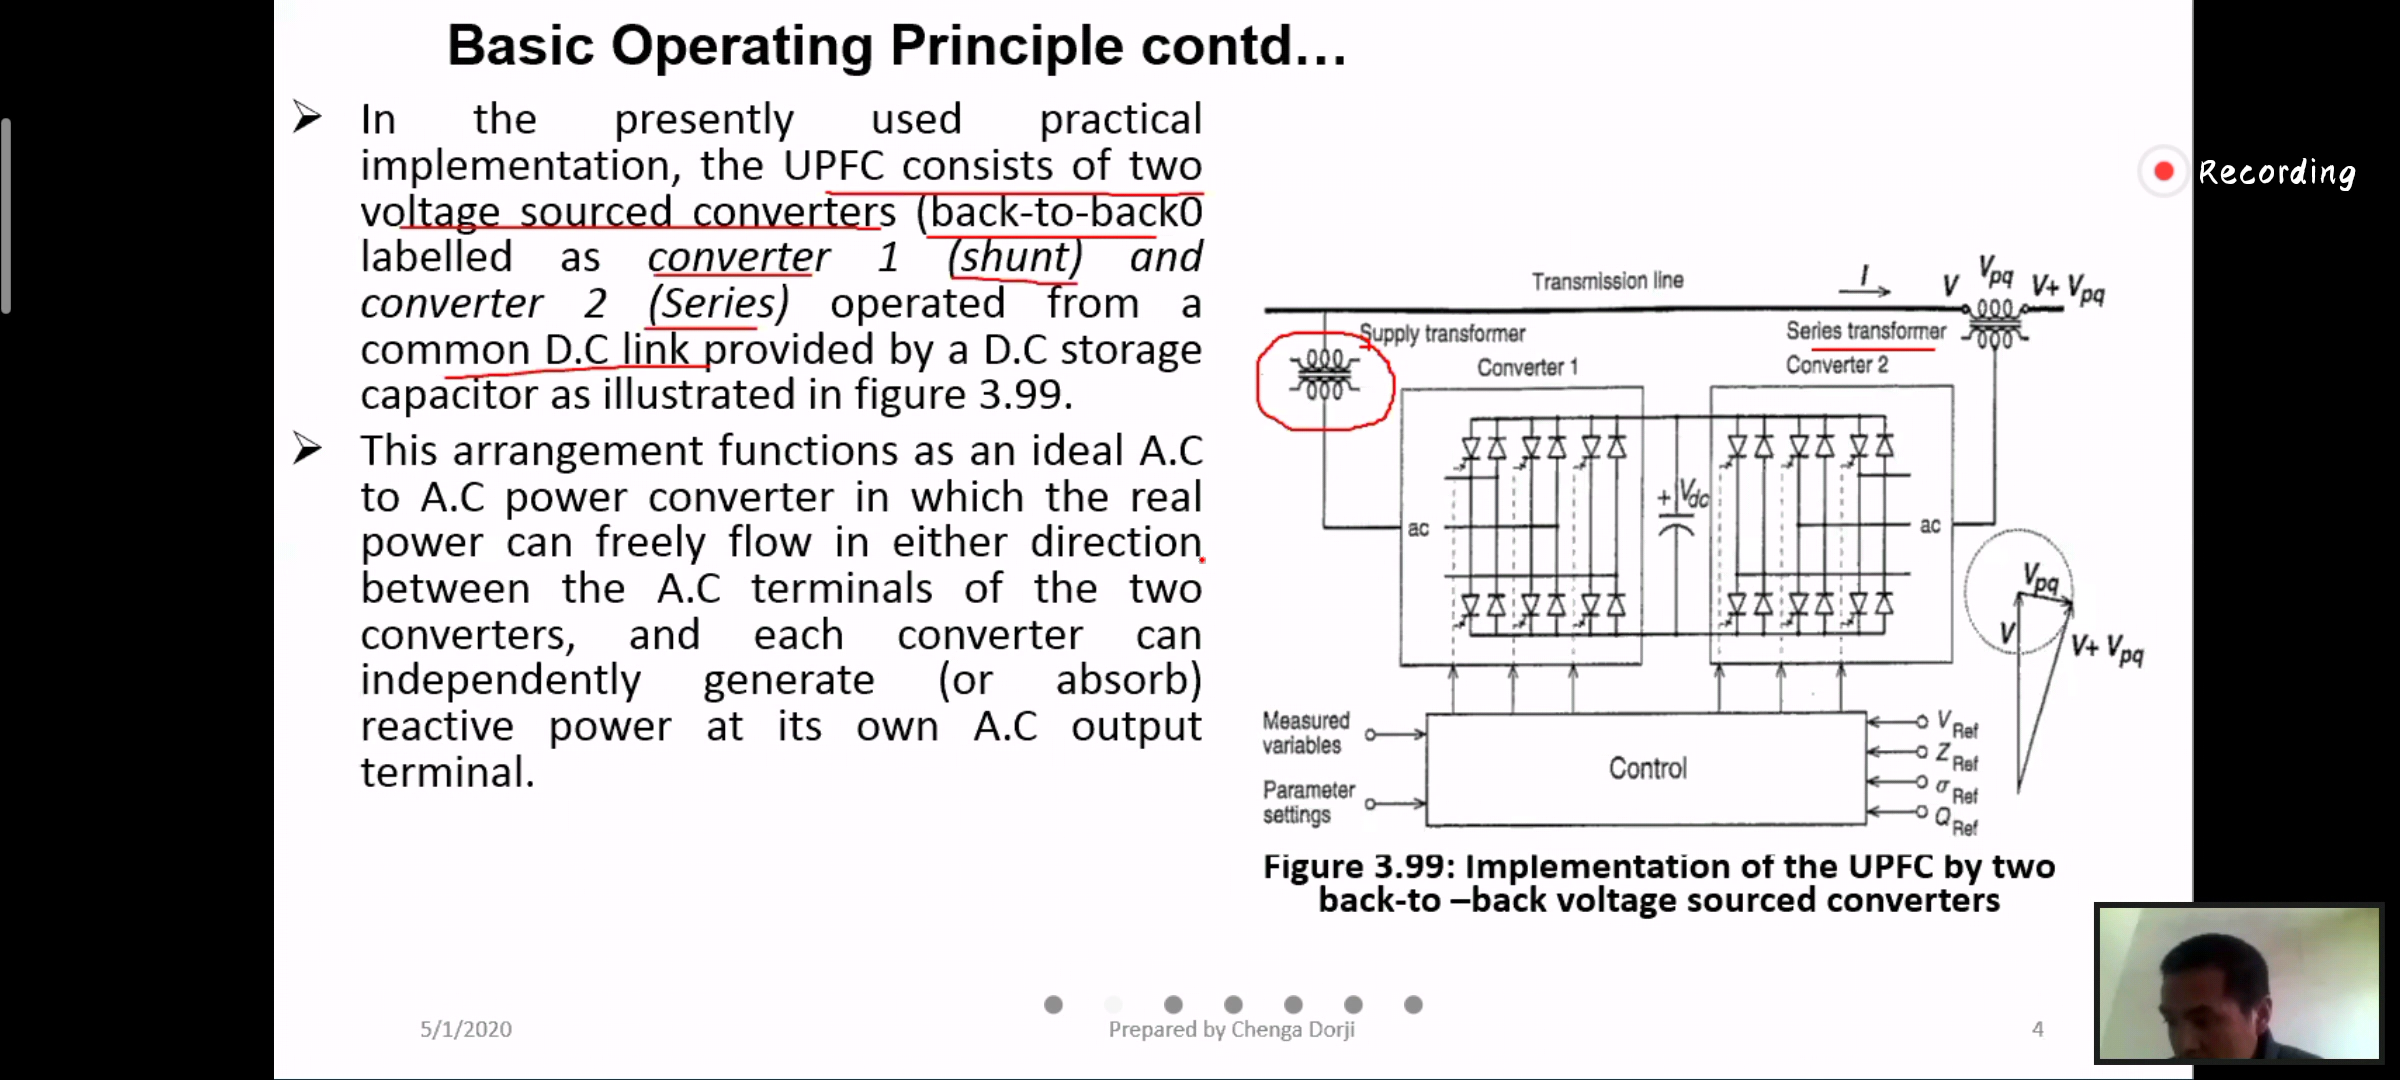 Basic Operating Principle contd...
➢ In the presently used practical
implementation, the UPFC consists of two
voltage sourced converters (back-to-back0
labelled as converter 1 (shunt) and
converter 2 (Series) operated from a
common D.C link provided by a D.C storage
capacitor as illustrated in figure 3.99.
➢ This arrangement functions as an ideal A.C
to A.C power converter in which the real
power can freely flow in either direction
between the A.C terminals of the two
converters, and each converter can
independently generate (or absorb)
reactive power at its own A.C output
terminal.
Recording
Transmission line
I
V
Vpq
V+ Vpq
Supply transformer
Series transformer
Converter 1
Converter 2
+ Vdc
ac
ac
Vpq
V
V+ Vpq
Measured
variables
Parameter
settings
Control
V Ref
Z Ref
σ Ref
Q Ref
Figure 3.99: Implementation of the UPFC by two
back-to –back voltage sourced converters
5/1/2020
Prepared by Chenga Dorji
4